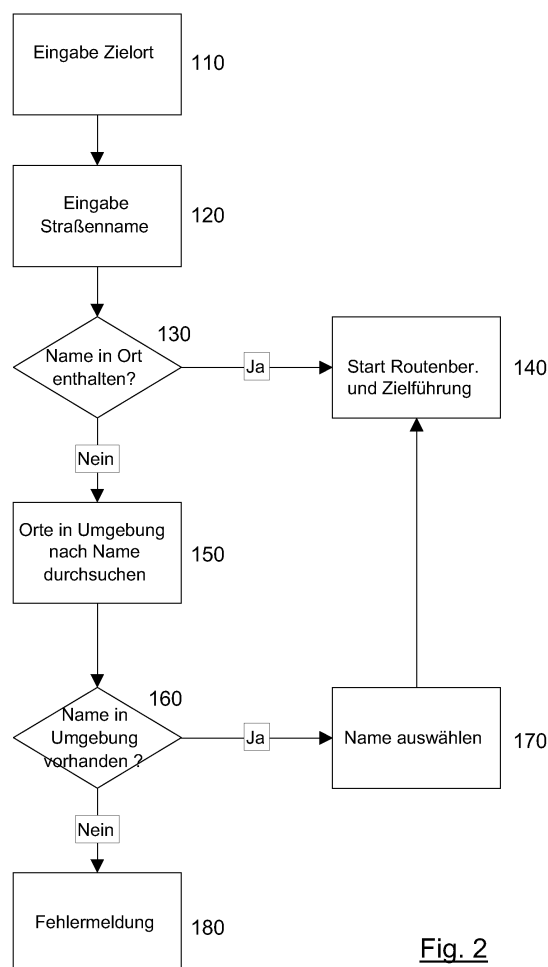 Eingabe Zielort
110
Eingabe
Straßenname
120
130
Name in Ort
enthalten?
Ja
Start Routenber.
und Zielführung
140
Nein
Orte in Umgebung
nach Name
durchsuchen
150
160
Name in
Umgebung
vorhanden ?
Ja
Name auswählen
170
Nein
Fehlermeldung
180
Fig. 2